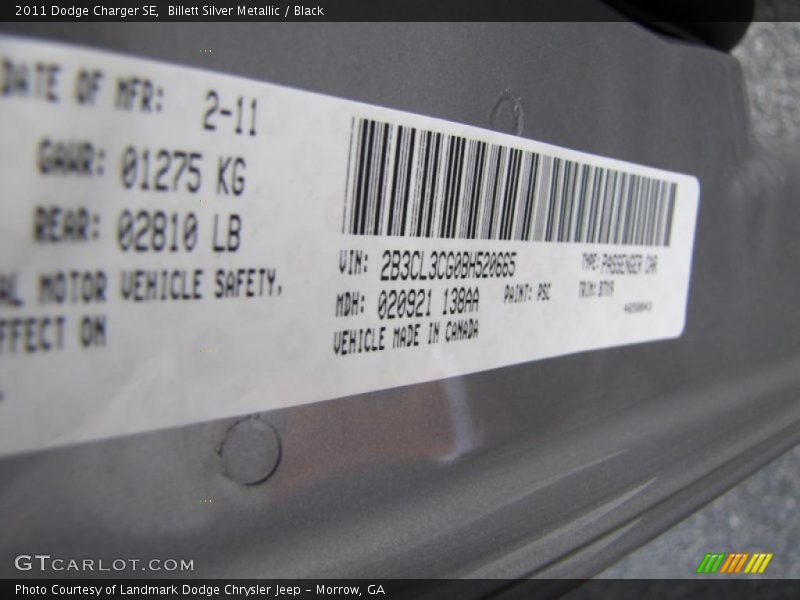 2011 Dodge Charger SE,  Billett Silver Metallic / Black
DATE OF MFR: 2-11
GAWR: 01275 KG
REAR: 02810 LB
AL MOTOR VEHICLE SAFETY,
FFECT ON
VIN: 2B3CL3CG0BH520665
TYPE: PASSENGER CAR
MDH: 020921 138AA
PAINT: PSC
TRIM:
VEHICLE MADE IN CANADA
GTCARLOT.COM
Photo Courtesy of Landmark Dodge Chrysler Jeep – Morrow, GA